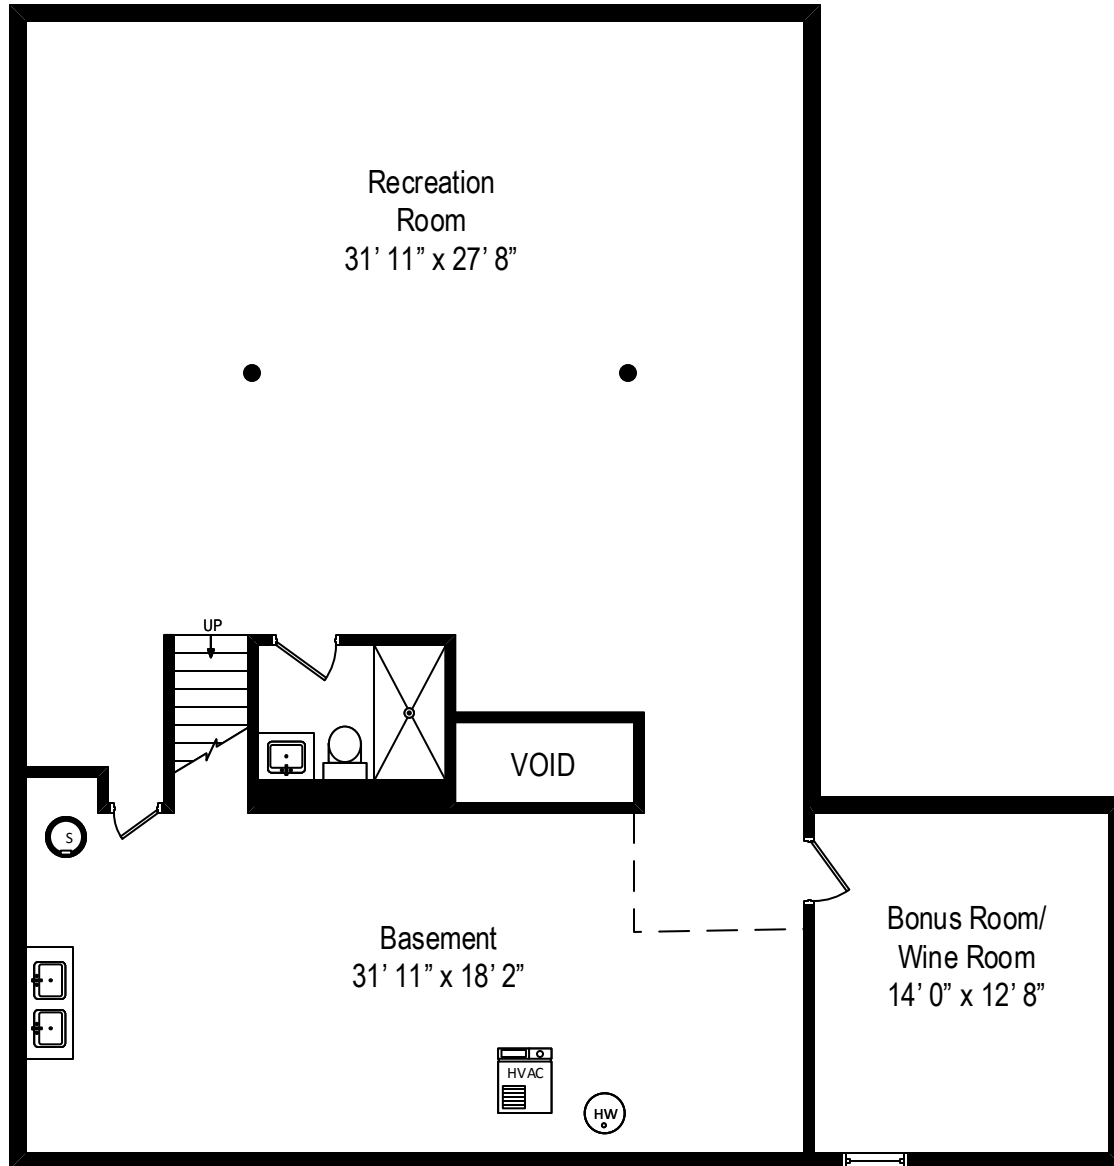 Recreation
Room
31’ 11” x 27’ 8”
UP
VOID
S
Basement
31’ 11” x 18’ 2”
Bonus Room/
Wine Room
14’ 0” x 12’ 8”
HVAC
HW